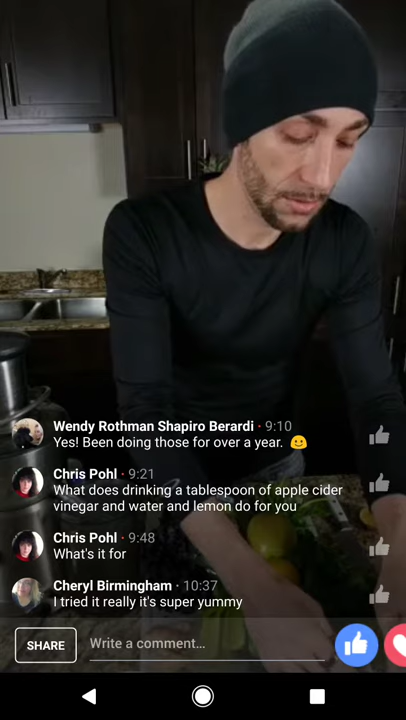 Wendy Rothman Shapiro Berardi • 9:10
Yes! Been doing those for over a year. 🙂
Chris Pohl • 9:21
What does drinking a tablespoon of apple cider
vinegar and water and lemon do for you
Chris Pohl • 9:48
What's it for
Cheryl Birmingham • 10:37
I tried it really it's super yummy
SHARE
Write a comment...